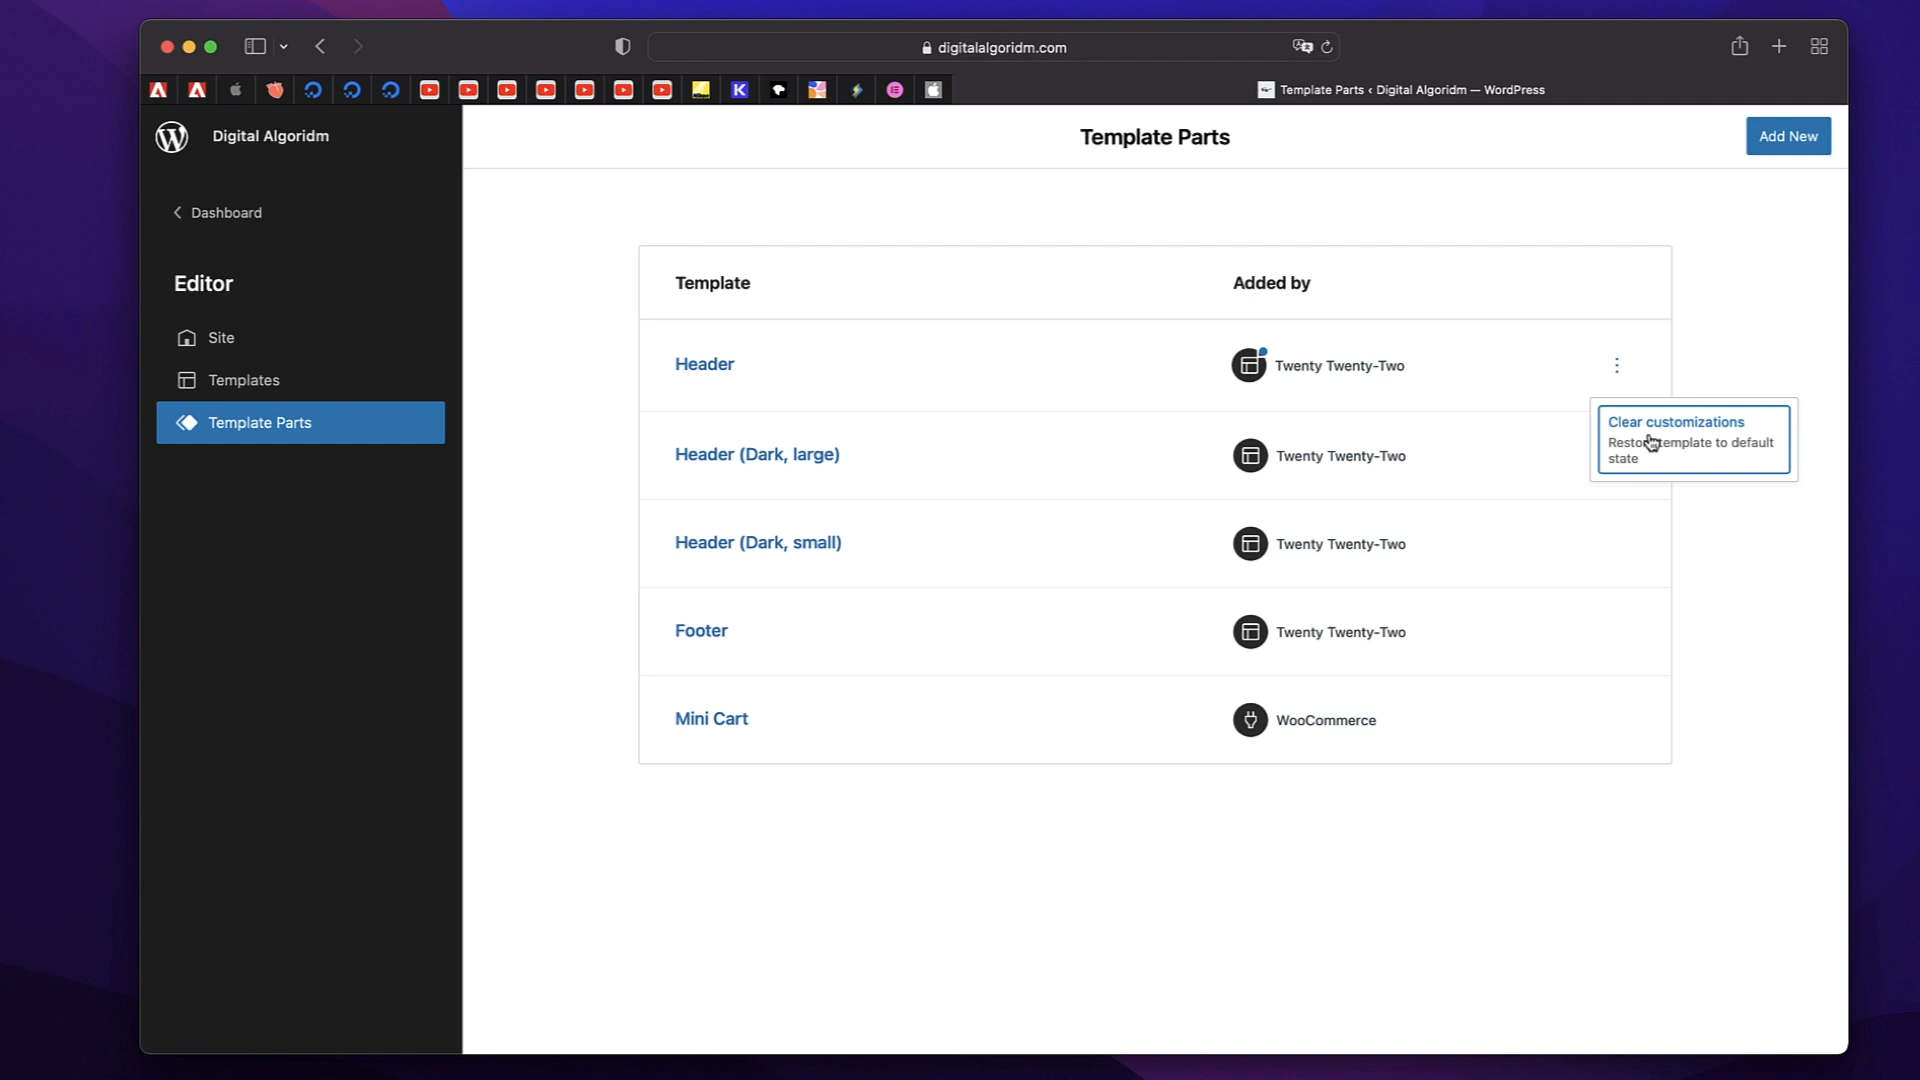 digitalalgoridm.com
Template Parts ‹ Digital Algoridm — WordPress
Digital Algoridm
Template Parts
Add New
Dashboard
Editor
Site
Templates
Template Parts
Template
Added by
Header
Twenty Twenty-Two
Clear customizations
Restore template to default
state
Header (Dark, large)
Twenty Twenty-Two
Header (Dark, small)
Twenty Twenty-Two
Footer
Twenty Twenty-Two
Mini Cart
WooCommerce